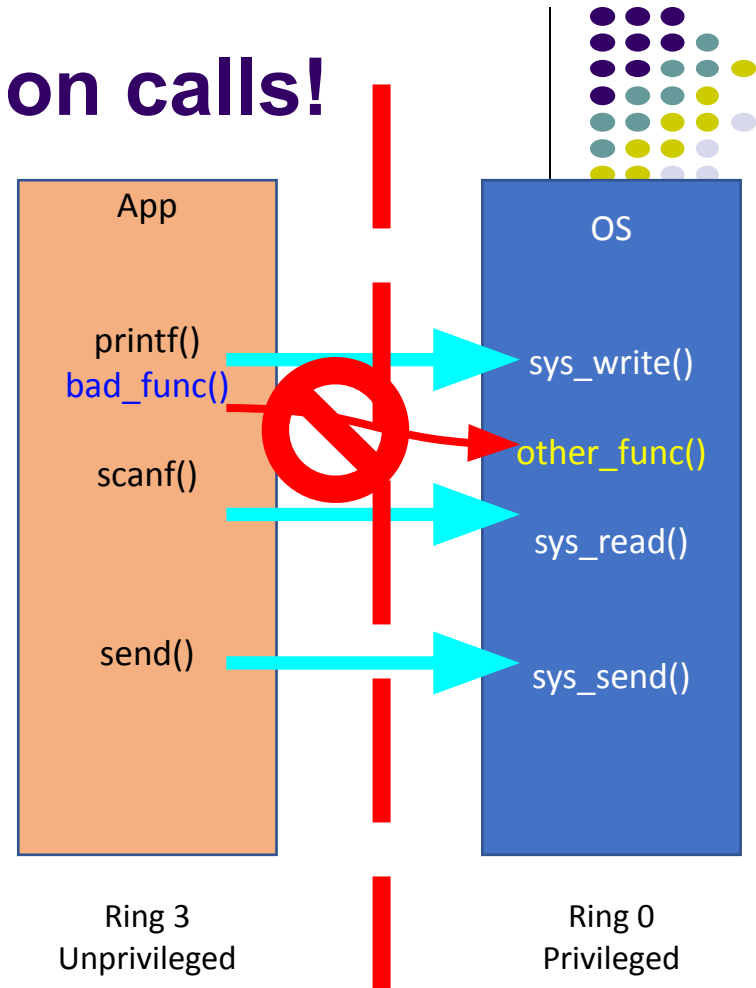 on calls!
App
OS
printf()
sys_write()
bad_func()
other_func()
scanf()
sys_read()
send()
sys_send()
Ring 3
Unprivileged
Ring 0
Privileged